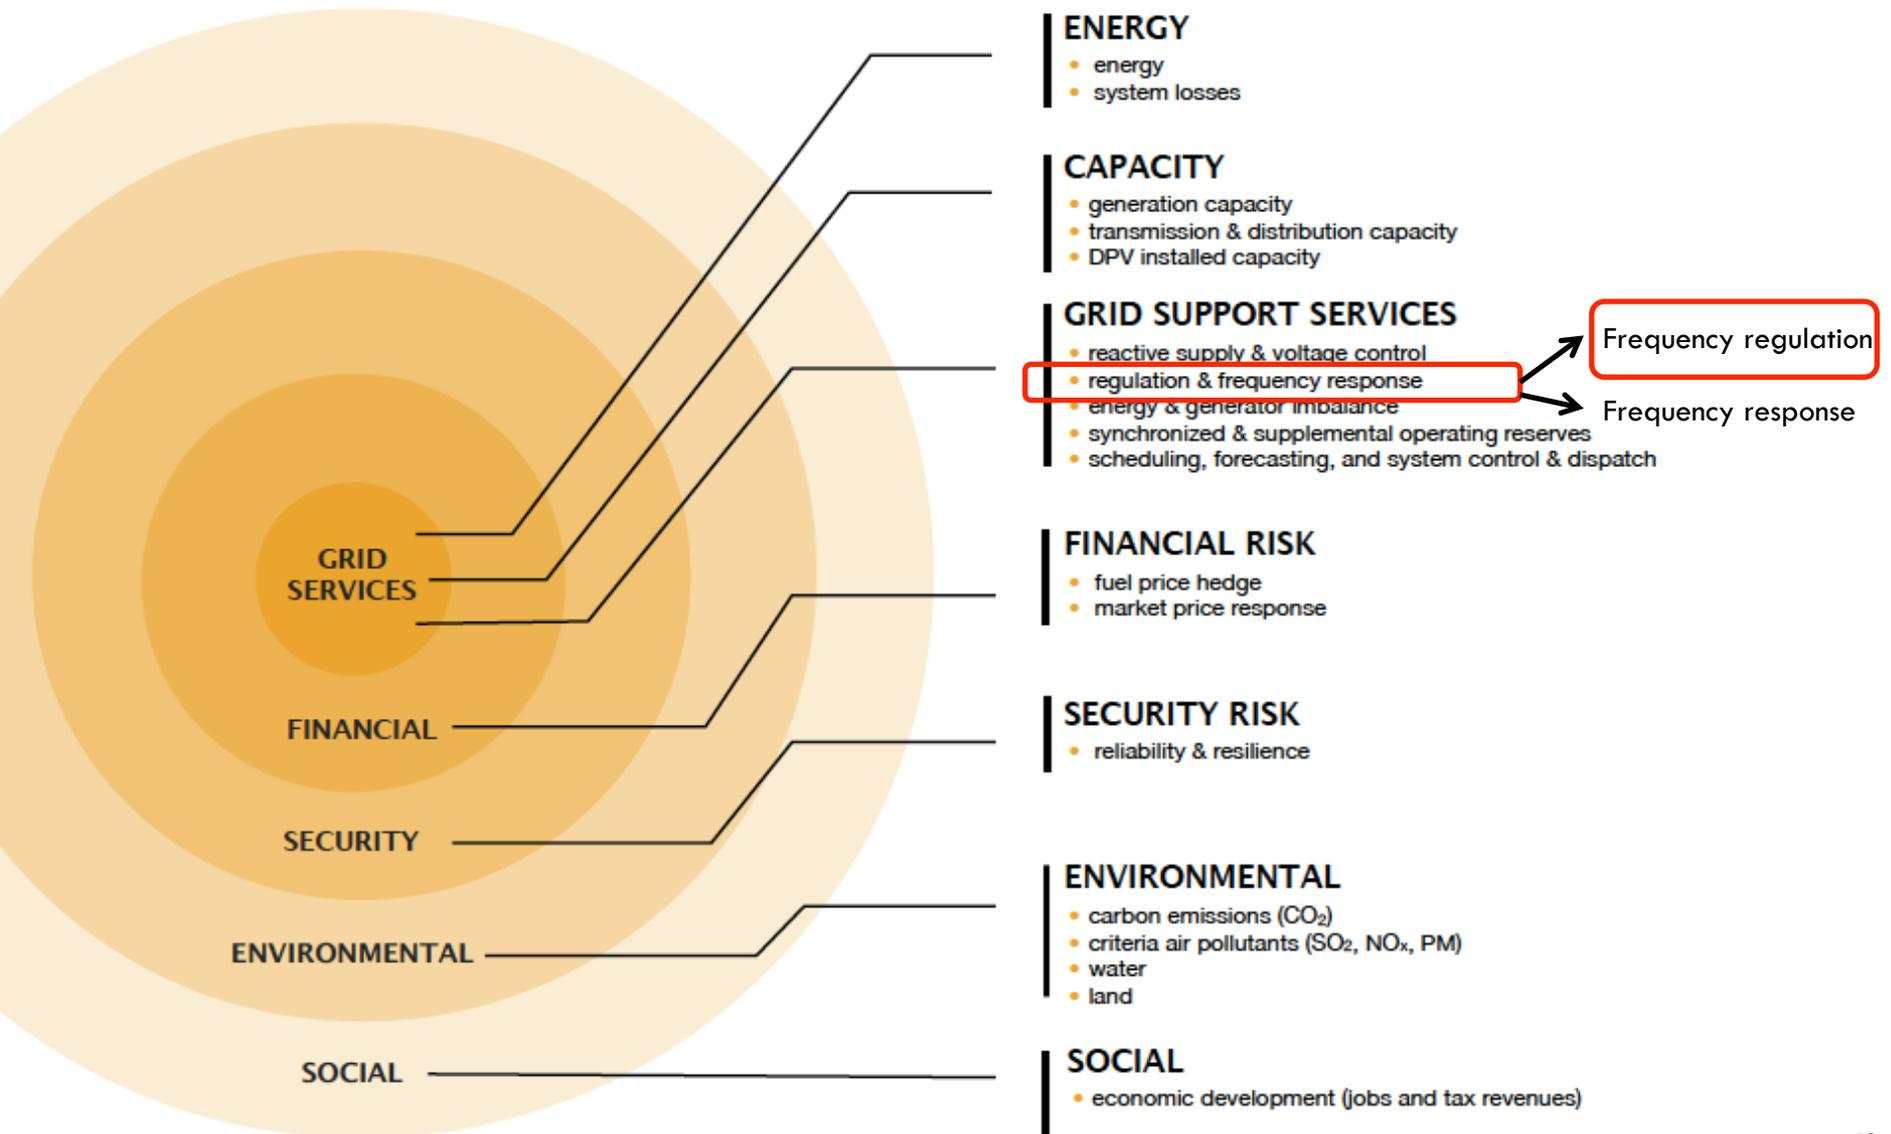 ENERGY
• energy
• system losses
CAPACITY
• generation capacity
• transmission & distribution capacity
• DPV installed capacity
GRID SUPPORT SERVICES
• reactive supply & voltage control
• regulation & frequency response
• energy & generator imbalance
• synchronized & supplemental operating reserves
• scheduling, forecasting, and system control & dispatch
Frequency regulation
Frequency response
GRID
SERVICES
FINANCIAL RISK
• fuel price hedge
• market price response
FINANCIAL
SECURITY RISK
• reliability & resilience
SECURITY
ENVIRONMENTAL
• carbon emissions (CO₂)
• criteria air pollutants (SO₂, NOₓ, PM)
• water
• land
ENVIRONMENTAL
SOCIAL
• economic development (jobs and tax revenues)
SOCIAL